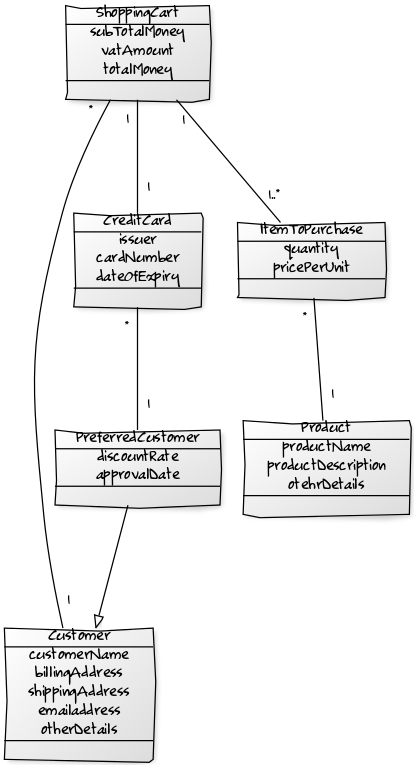 ShoppingCart
subTotalMoney
vatAmount
totalMoney
*
1
1
1
1..*
CreditCard
issuer
cardNumber
dateOfExpiry
ItemToPurchase
quantity
pricePerUnit
*
*
1
1
PreferredCustomer
discountRate
approvalDate
Product
productName
productDescription
otehrDetails
1
Customer
customerName
billingAddress
shippingAddress
emailaddress
otherDetails